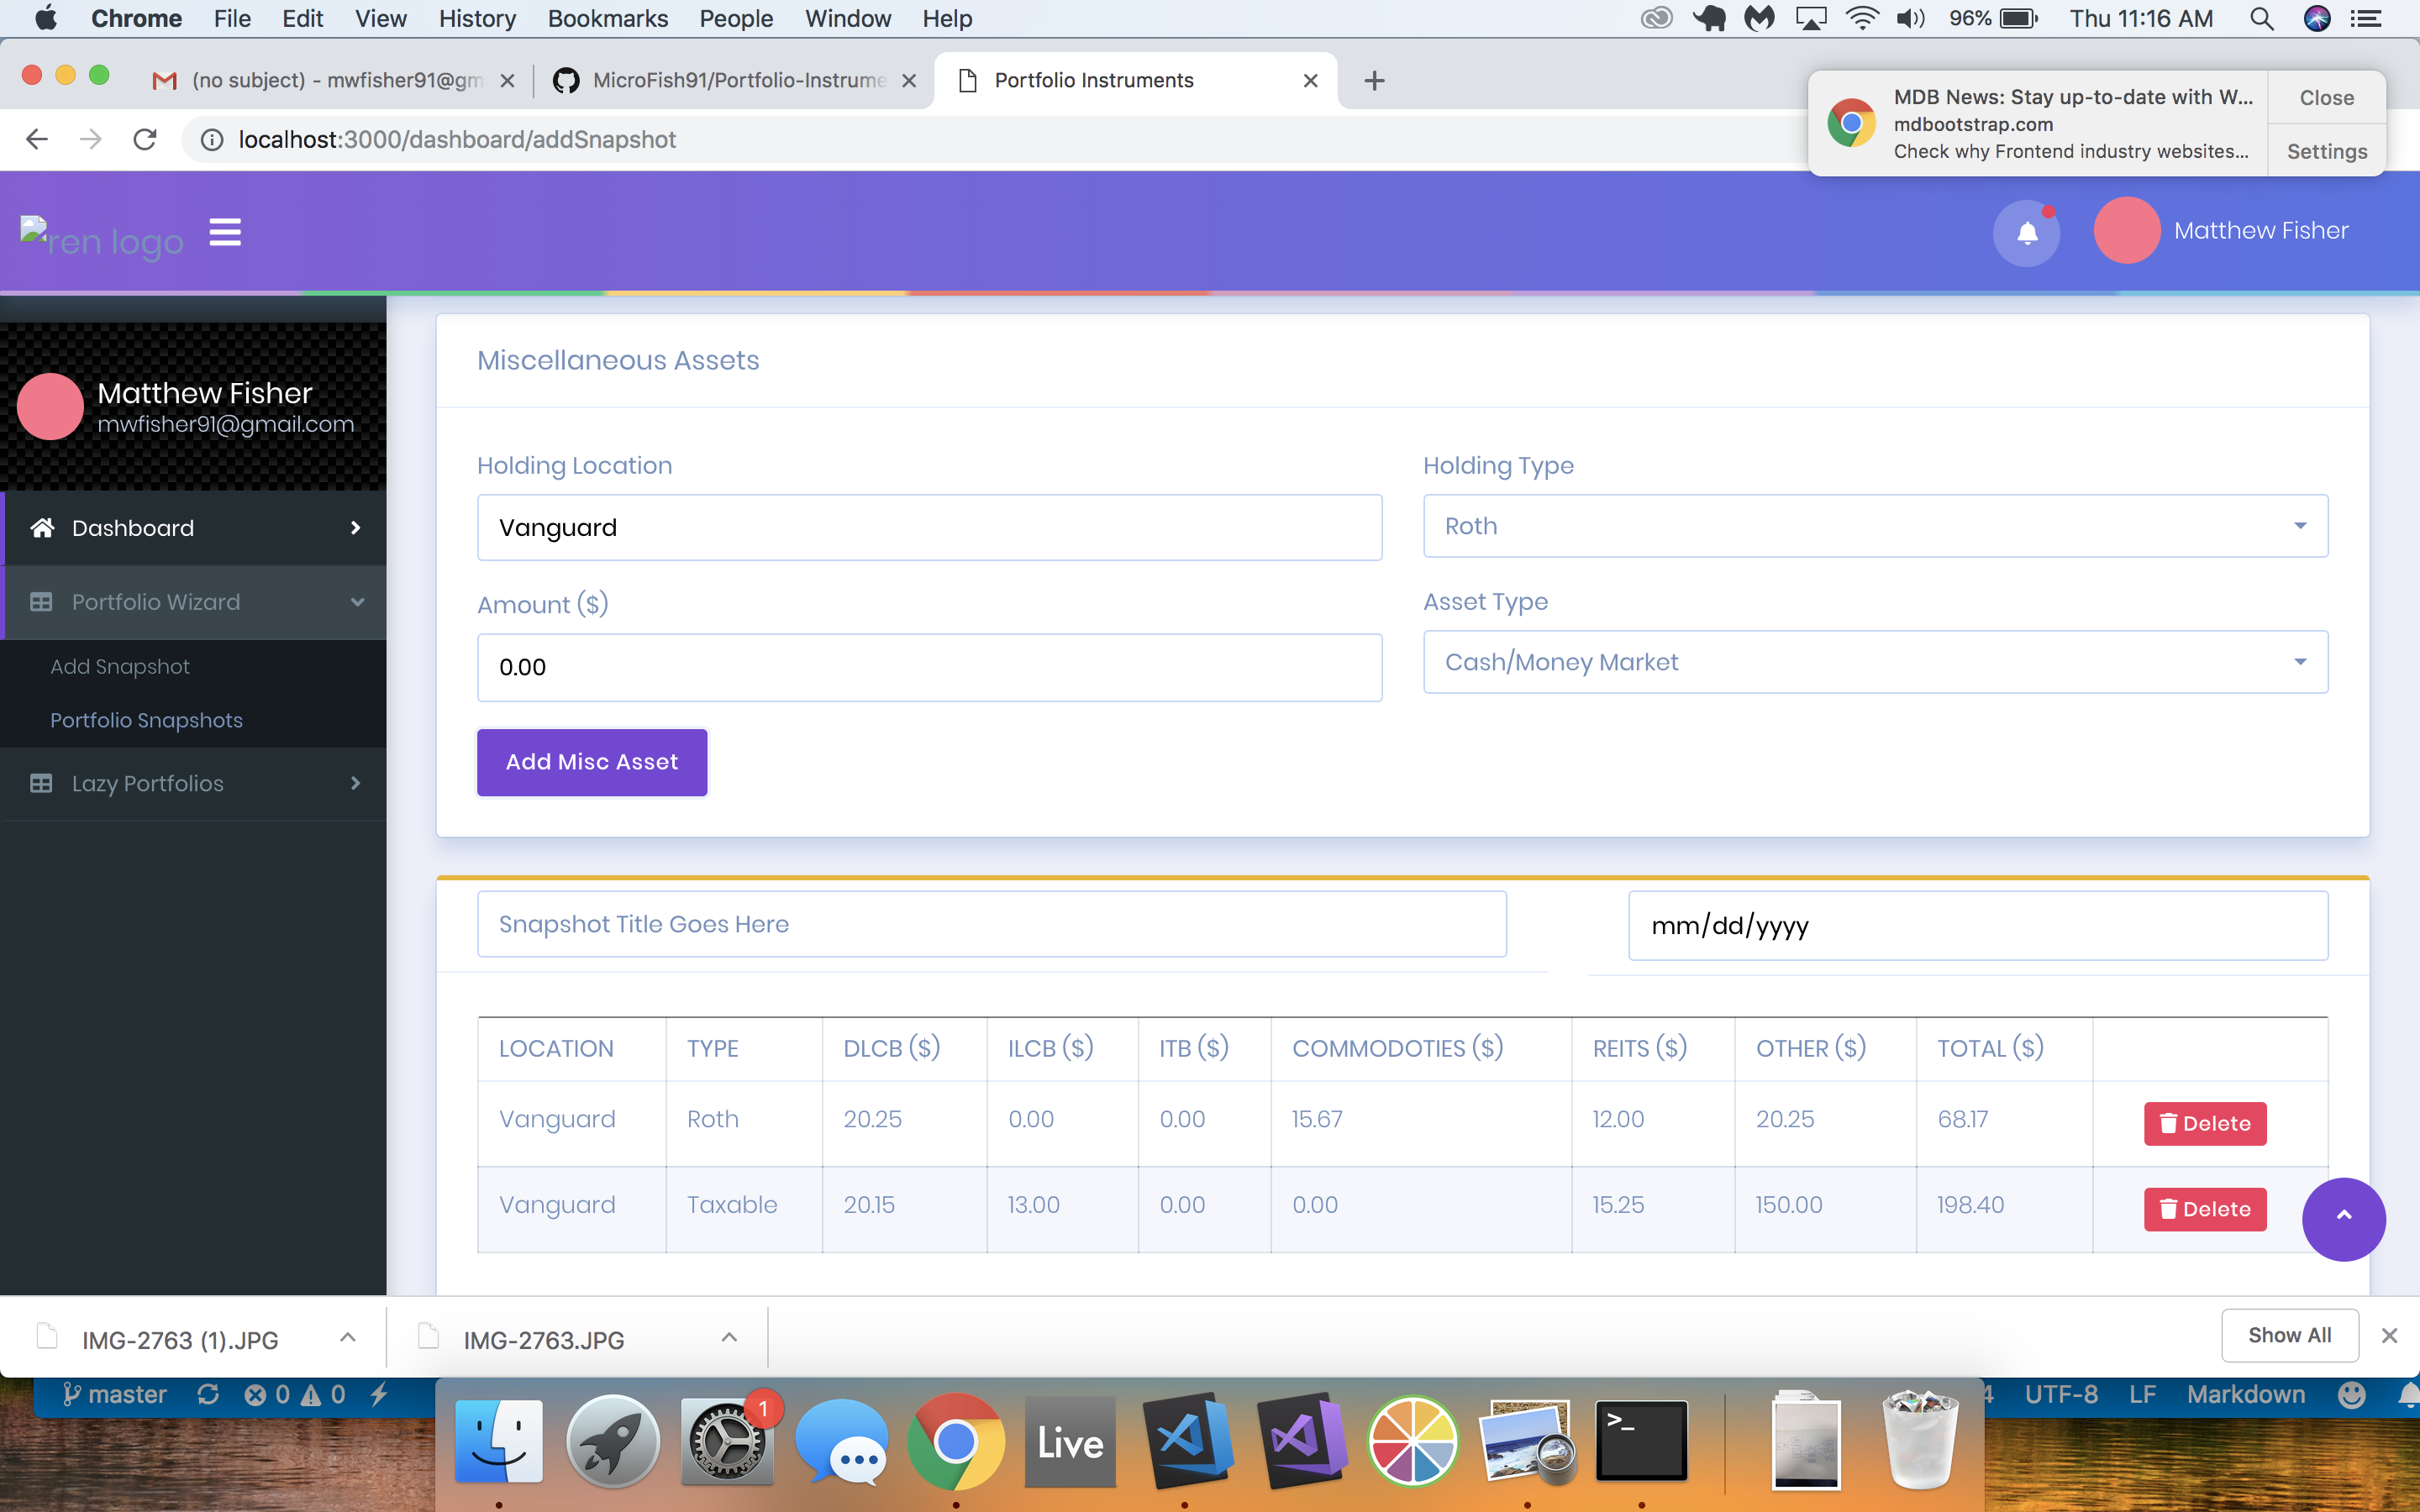 Chrome File Edit View History Bookmarks People Window Help 96% Thu 11:16 AM
(no subject) - mwfisher91@gm
MicroFish91/Portfolio-Instrume
Portfolio Instruments
localhost:3000/dashboard/addSnapshot
MDB News: Stay up-to-date with W...
mdbootstrap.com
Check why Frontend industry websites...
Close
Settings
ren logo
Matthew Fisher
Matthew Fisher
mwfisher91@gmail.com
Dashboard
Portfolio Wizard
Add Snapshot
Portfolio Snapshots
Lazy Portfolios
Miscellaneous Assets
Holding Location Holding Type
Vanguard Roth
Amount ($) Asset Type
0.00 Cash/Money Market
Add Misc Asset
Snapshot Title Goes Here mm/dd/yyyy
LOCATION TYPE DLCB ($) ILCB ($) ITB ($) COMMODOTIES ($) REITS ($) OTHER ($) TOTAL ($)
Vanguard Roth 20.25 0.00 0.00 15.67 12.00 20.25 68.17 Delete
Vanguard Taxable 20.15 13.00 0.00 0.00 15.25 150.00 198.40 Delete
IMG-2763 (1).JPG IMG-2763.JPG Show All
master 0 0 4 UTF-8 LF Markdown
1
Live
>_